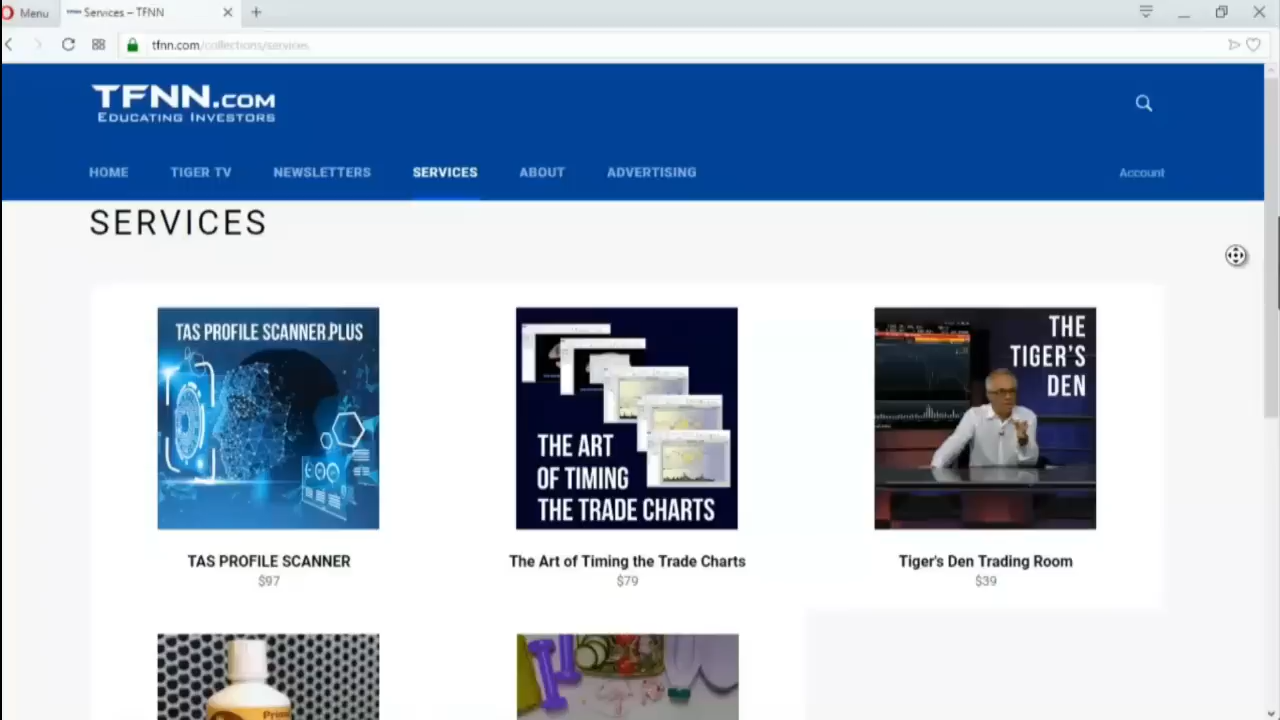 Menu
Services – TFNN
tfnn.com/collections/services
TFNN.COM
EDUCATING INVESTORS
HOME TIGER TV NEWSLETTERS SERVICES ABOUT ADVERTISING Account
SERVICES
TAS PROFILE SCANNER PLUS
THE ART
OF TIMING
THE TRADE CHARTS
THE
TIGER'S
DEN
TAS PROFILE SCANNER
$97
The Art of Timing the Trade Charts
$79
Tiger's Den Trading Room
$39